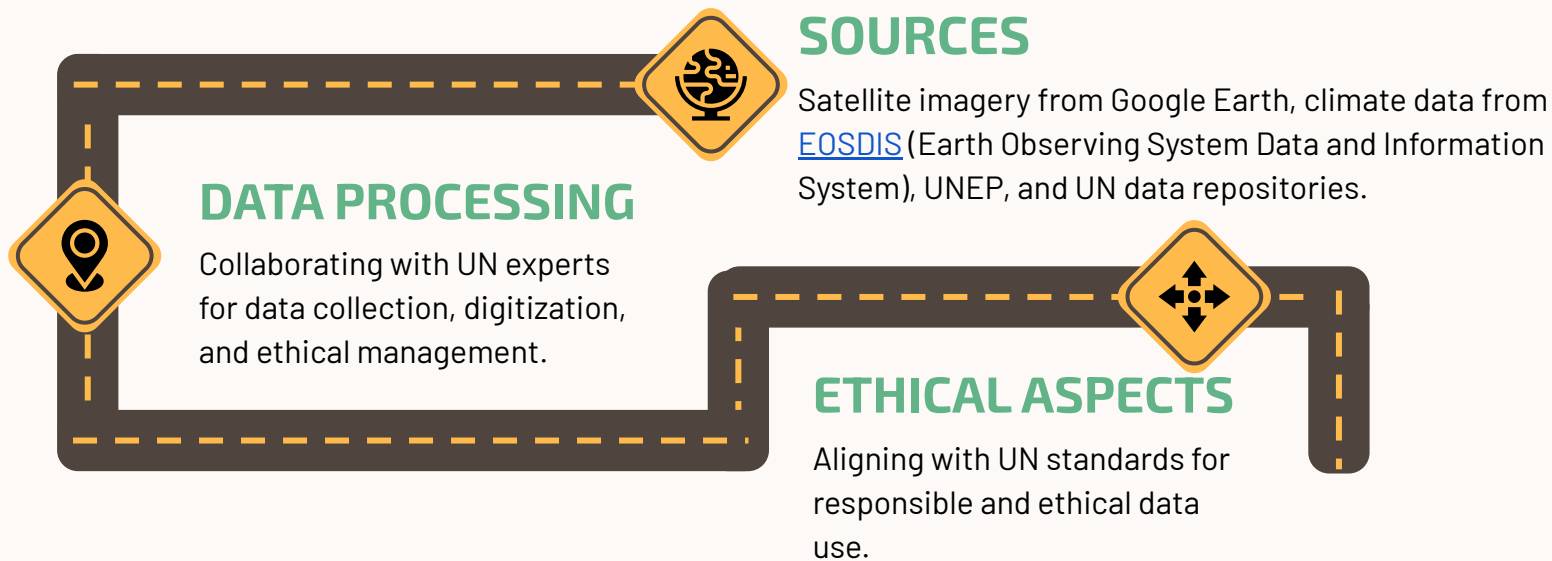 SOURCES
Satellite imagery from Google Earth, climate data from
EOSDIS (Earth Observing System Data and Information
System), UNEP, and UN data repositories.
DATA PROCESSING
Collaborating with UN experts
for data collection, digitization,
and ethical management.
ETHICAL ASPECTS
Aligning with UN standards for
responsible and ethical data
use.